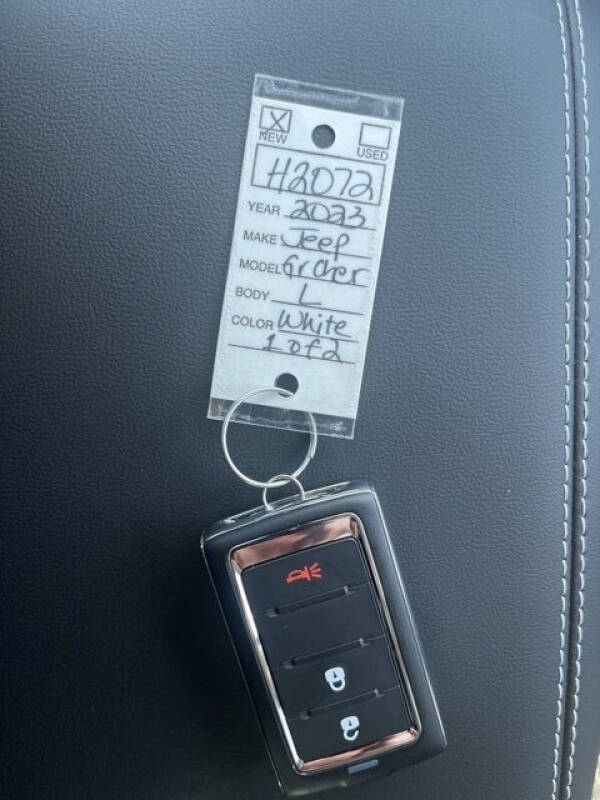 X
NEW USED
H2072
YEAR 2023
MAKE Jeep
MODEL Gr Cher
BODY L
COLOR White
1 of 2